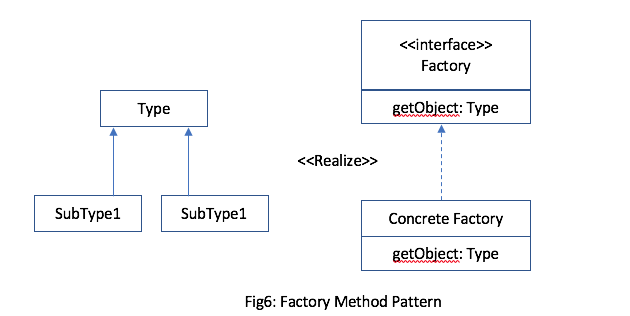 <<interface>>
Factory
getObject: Type
Type
<<Realize>>
SubType1
SubType1
Concrete Factory
getObject: Type
Fig6: Factory Method Pattern